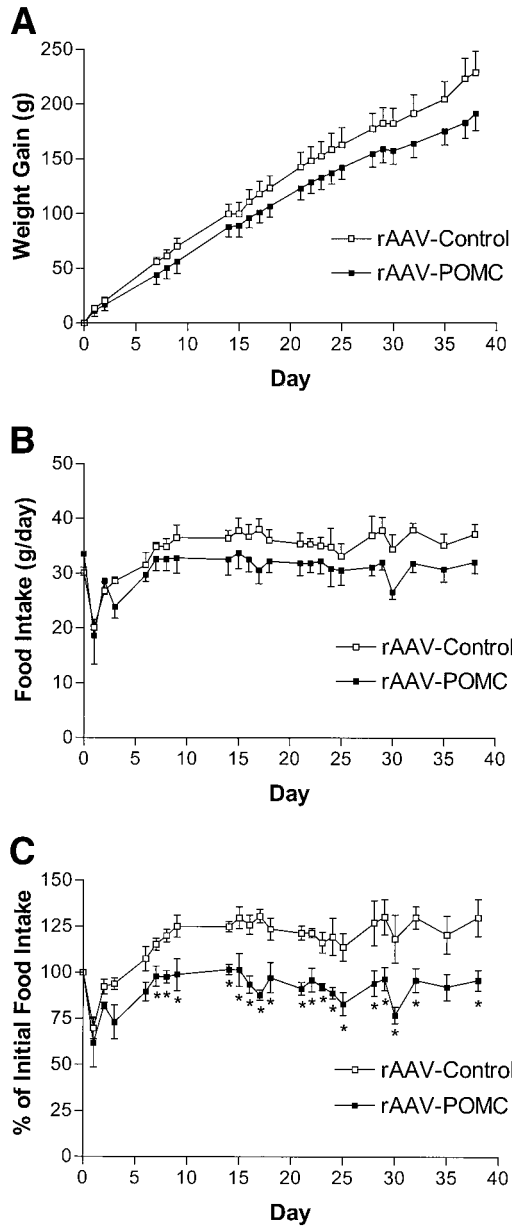 A
Weight Gain (g)
250
200
150
100
50
0
rAAV-Control
rAAV-POMC
0 5 10 15 20 25 30 35 40
Day
B
Food Intake (g/day)
50
40
30
20
10
0
rAAV-Control
rAAV-POMC
0 5 10 15 20 25 30 35 40
Day
C
% of Initial Food Intake
150
125
100
75
50
25
0
* * * * * * * * * * * * * * * * * *
rAAV-Control
rAAV-POMC
0 5 10 15 20 25 30 35 40
Day